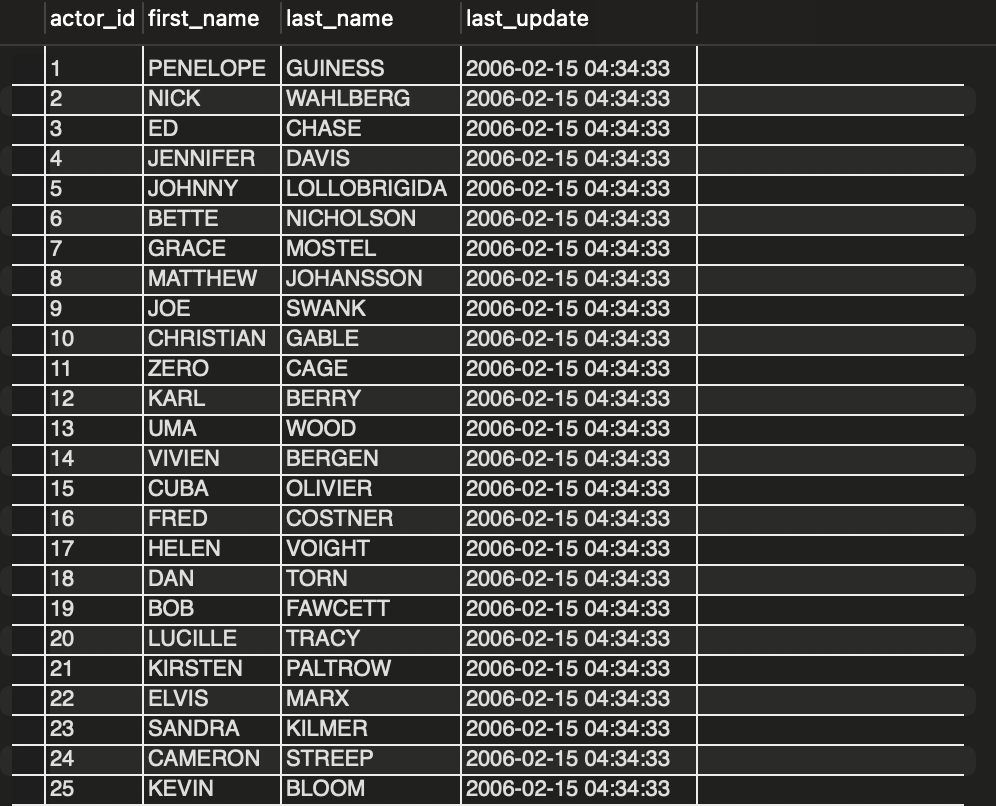 actor_id first_name last_name last_update
1 PENELOPE GUINESS 2006-02-15 04:34:33
2 NICK WAHLBERG 2006-02-15 04:34:33
3 ED CHASE 2006-02-15 04:34:33
4 JENNIFER DAVIS 2006-02-15 04:34:33
5 JOHNNY LOLLOBRIGIDA 2006-02-15 04:34:33
6 BETTE NICHOLSON 2006-02-15 04:34:33
7 GRACE MOSTEL 2006-02-15 04:34:33
8 MATTHEW JOHANSSON 2006-02-15 04:34:33
9 JOE SWANK 2006-02-15 04:34:33
10 CHRISTIAN GABLE 2006-02-15 04:34:33
11 ZERO CAGE 2006-02-15 04:34:33
12 KARL BERRY 2006-02-15 04:34:33
13 UMA WOOD 2006-02-15 04:34:33
14 VIVIEN BERGEN 2006-02-15 04:34:33
15 CUBA OLIVIER 2006-02-15 04:34:33
16 FRED COSTNER 2006-02-15 04:34:33
17 HELEN VOIGHT 2006-02-15 04:34:33
18 DAN TORN 2006-02-15 04:34:33
19 BOB FAWCETT 2006-02-15 04:34:33
20 LUCILLE TRACY 2006-02-15 04:34:33
21 KIRSTEN PALTROW 2006-02-15 04:34:33
22 ELVIS MARX 2006-02-15 04:34:33
23 SANDRA KILMER 2006-02-15 04:34:33
24 CAMERON STREEP 2006-02-15 04:34:33
25 KEVIN BLOOM 2006-02-15 04:34:33